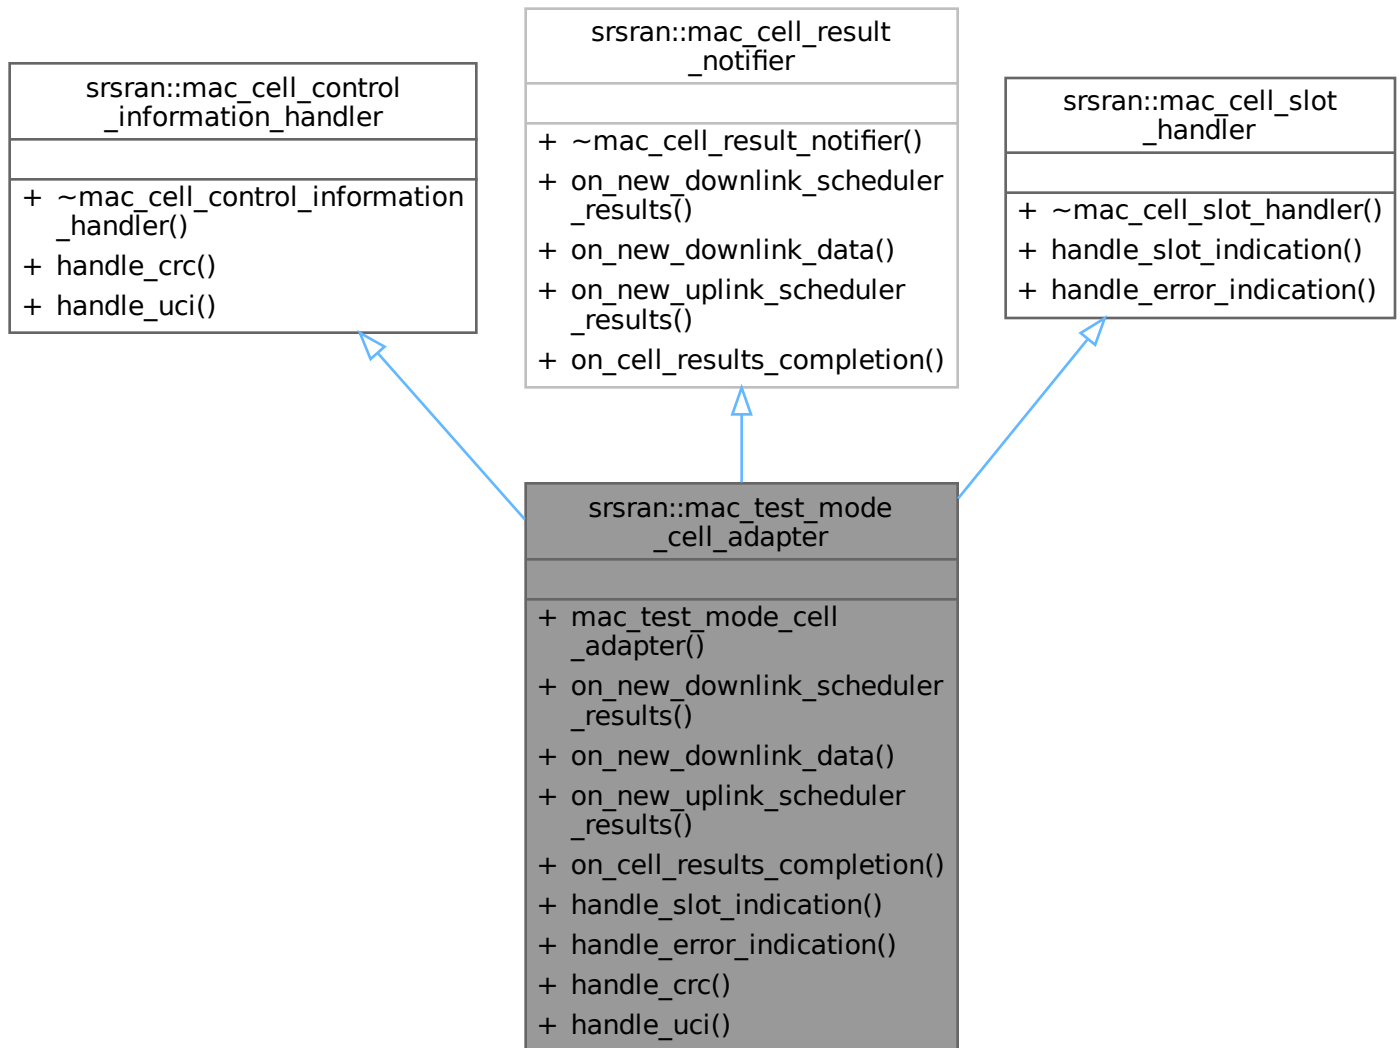 srsran::mac_cell_control
_information_handler
+ ~mac_cell_control_information
_handler()
+ handle_crc()
+ handle_uci()
srsran::mac_cell_result
_notifier
+ ~mac_cell_result_notifier()
+ on_new_downlink_scheduler
_results()
+ on_new_downlink_data()
+ on_new_uplink_scheduler
_results()
+ on_cell_results_completion()
srsran::mac_cell_slot
_handler
+ ~mac_cell_slot_handler()
+ handle_slot_indication()
+ handle_error_indication()
srsran::mac_test_mode
_cell_adapter
+ mac_test_mode_cell
_adapter()
+ on_new_downlink_scheduler
_results()
+ on_new_downlink_data()
+ on_new_uplink_scheduler
_results()
+ on_cell_results_completion()
+ handle_slot_indication()
+ handle_error_indication()
+ handle_crc()
+ handle_uci()